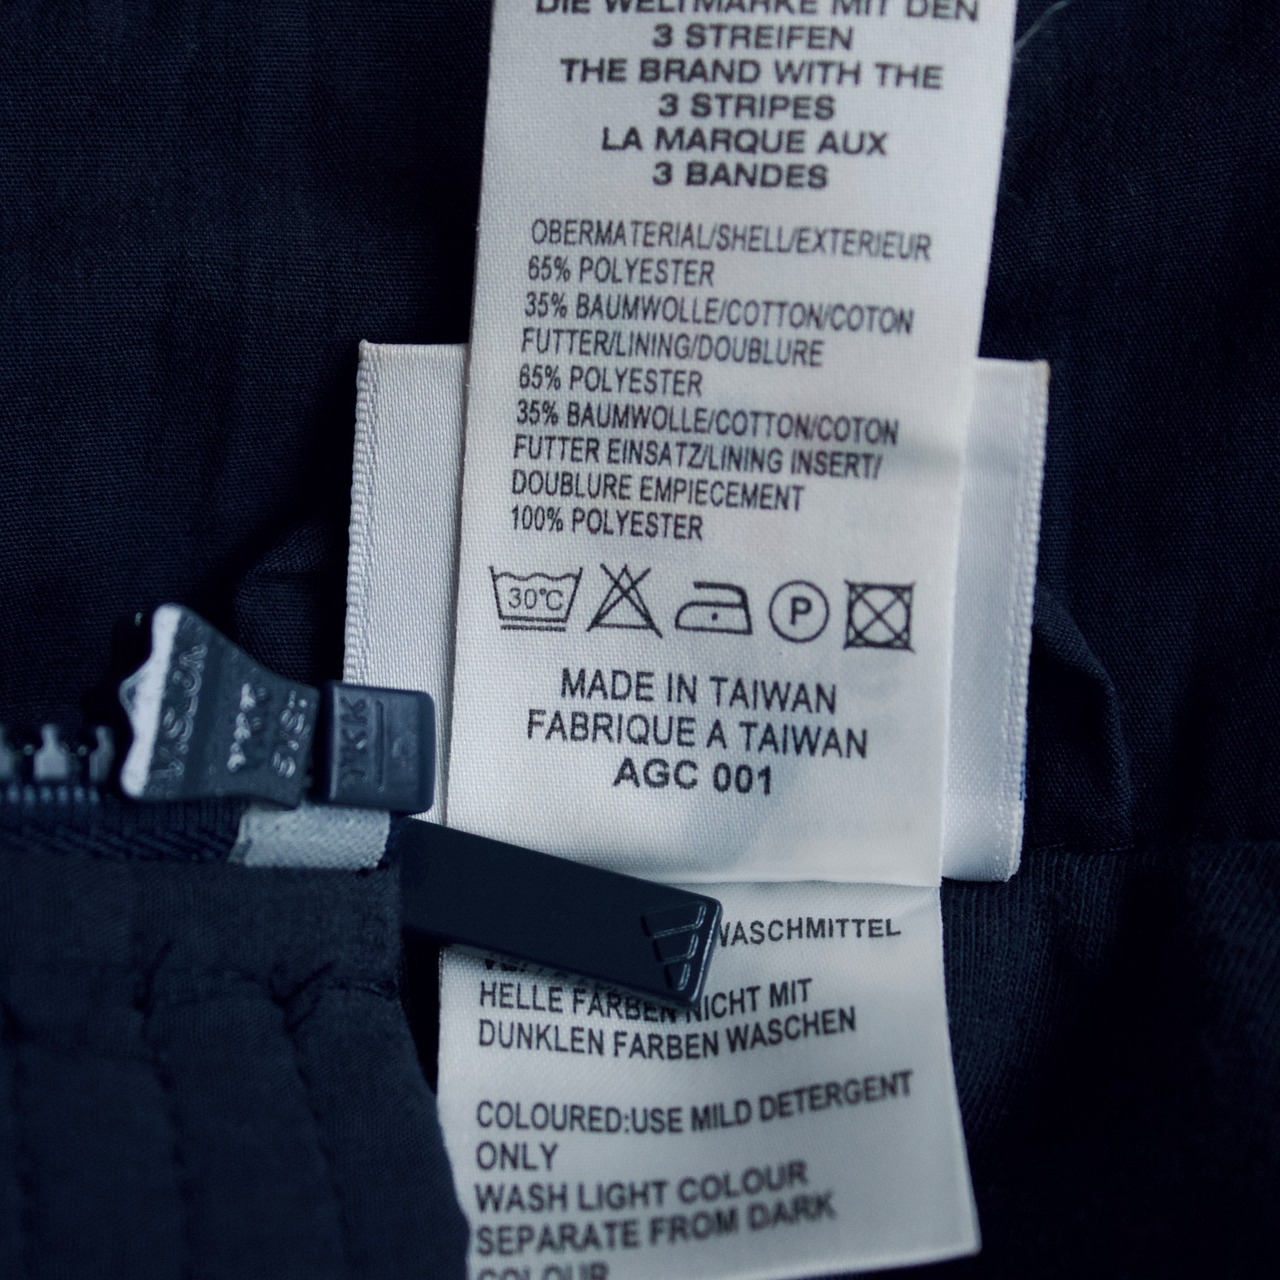 DIE WELTMARKE MIT DEN
3 STREIFEN
THE BRAND WITH THE
3 STRIPES
LA MARQUE AUX
3 BANDES
OBERMATERIAL/SHELL/EXTERIEUR
65% POLYESTER
35% BAUMWOLLE/COTTON/COTON
FUTTER/LINING/DOUBLURE
65% POLYESTER
35% BAUMWOLLE/COTTON/COTON
FUTTER EINSATZ/LINING INSERT/
DOUBLURE EMPIECEMENT
100% POLYESTER
30°C
P
MADE IN TAIWAN
FABRIQUE A TAIWAN
AGC 001
YKK
WASCHMITTEL
HELLE FARBEN NICHT MIT
DUNKLEN FARBEN WASCHEN
COLOURED:USE MILD DETERGENT
ONLY
WASH LIGHT COLOUR
SEPARATE FROM DARK
COLOUR